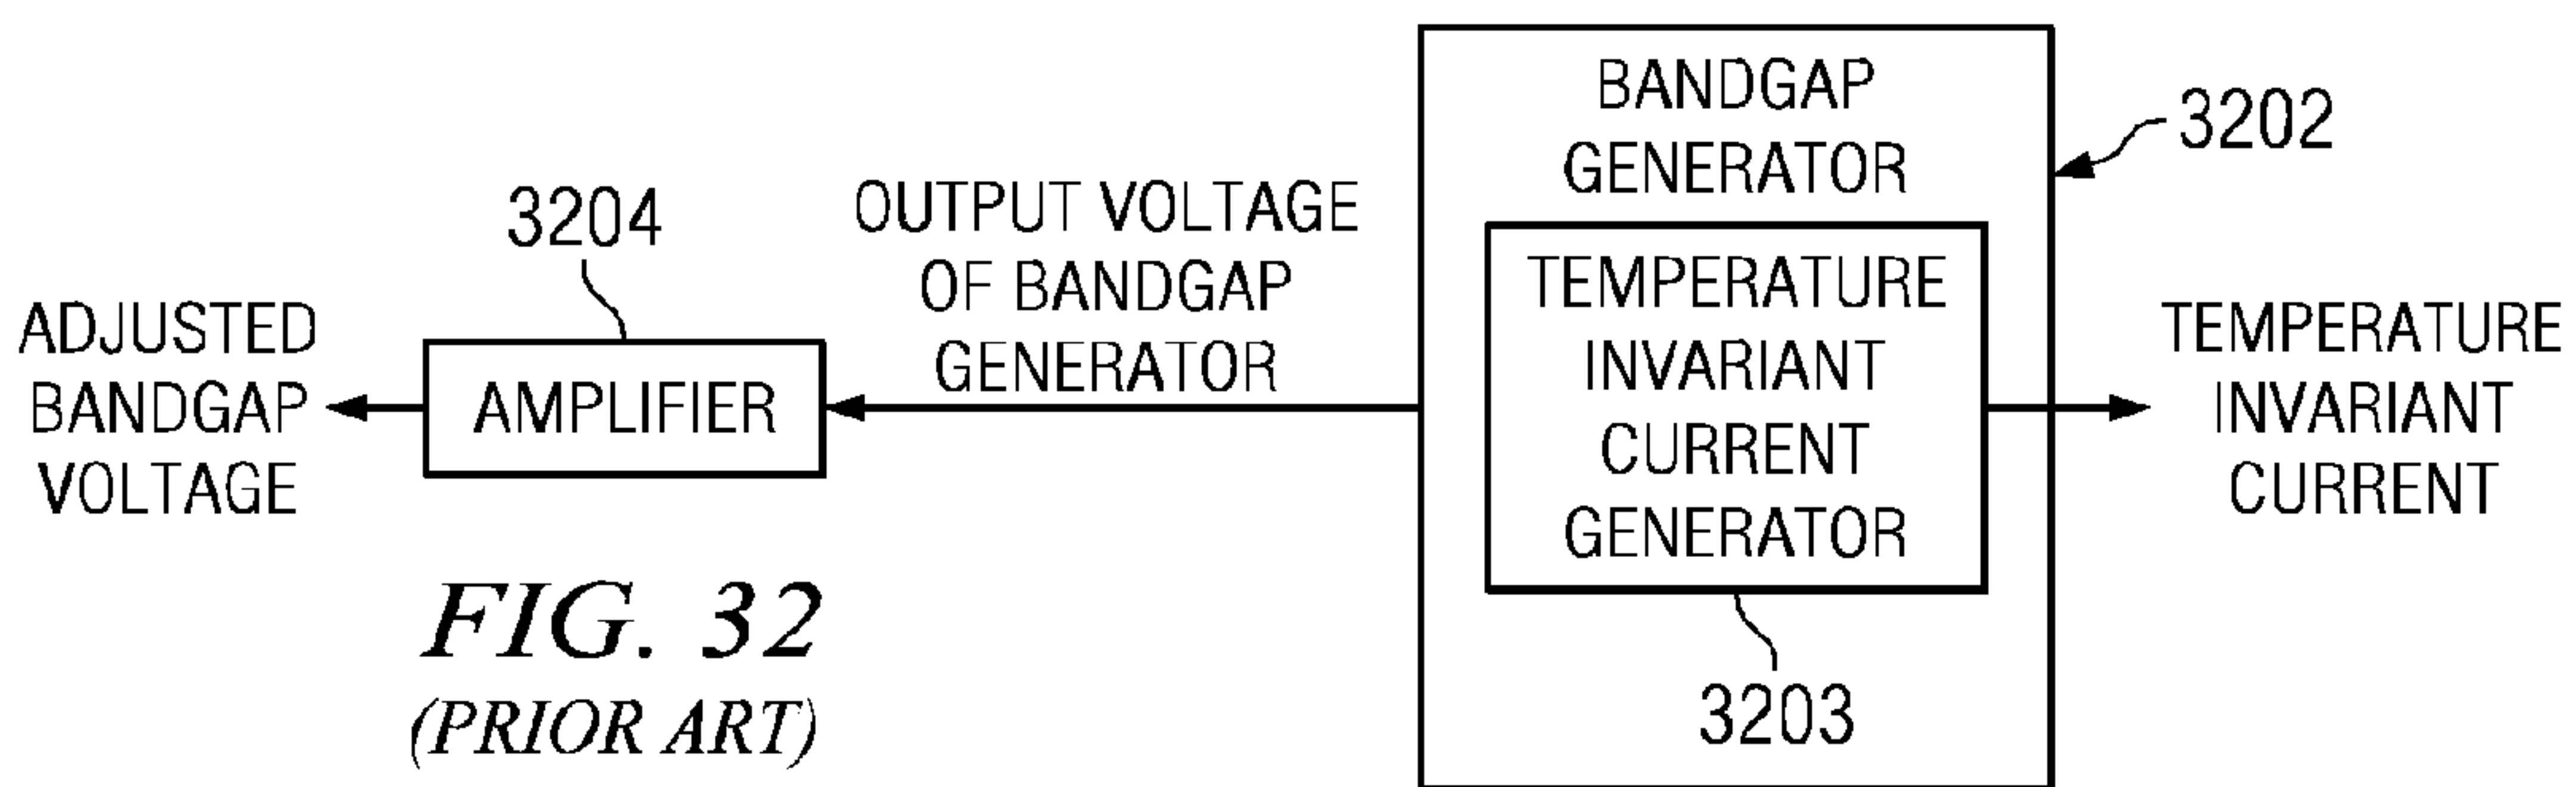 BANDGAP
GENERATOR
3202
3204
OUTPUT VOLTAGE
OF BANDGAP
GENERATOR
TEMPERATURE
INVARIANT
CURRENT
GENERATOR
ADJUSTED
BANDGAP
VOLTAGE
AMPLIFIER
TEMPERATURE
INVARIANT
CURRENT
3203
FIG. 32
(PRIOR ART)